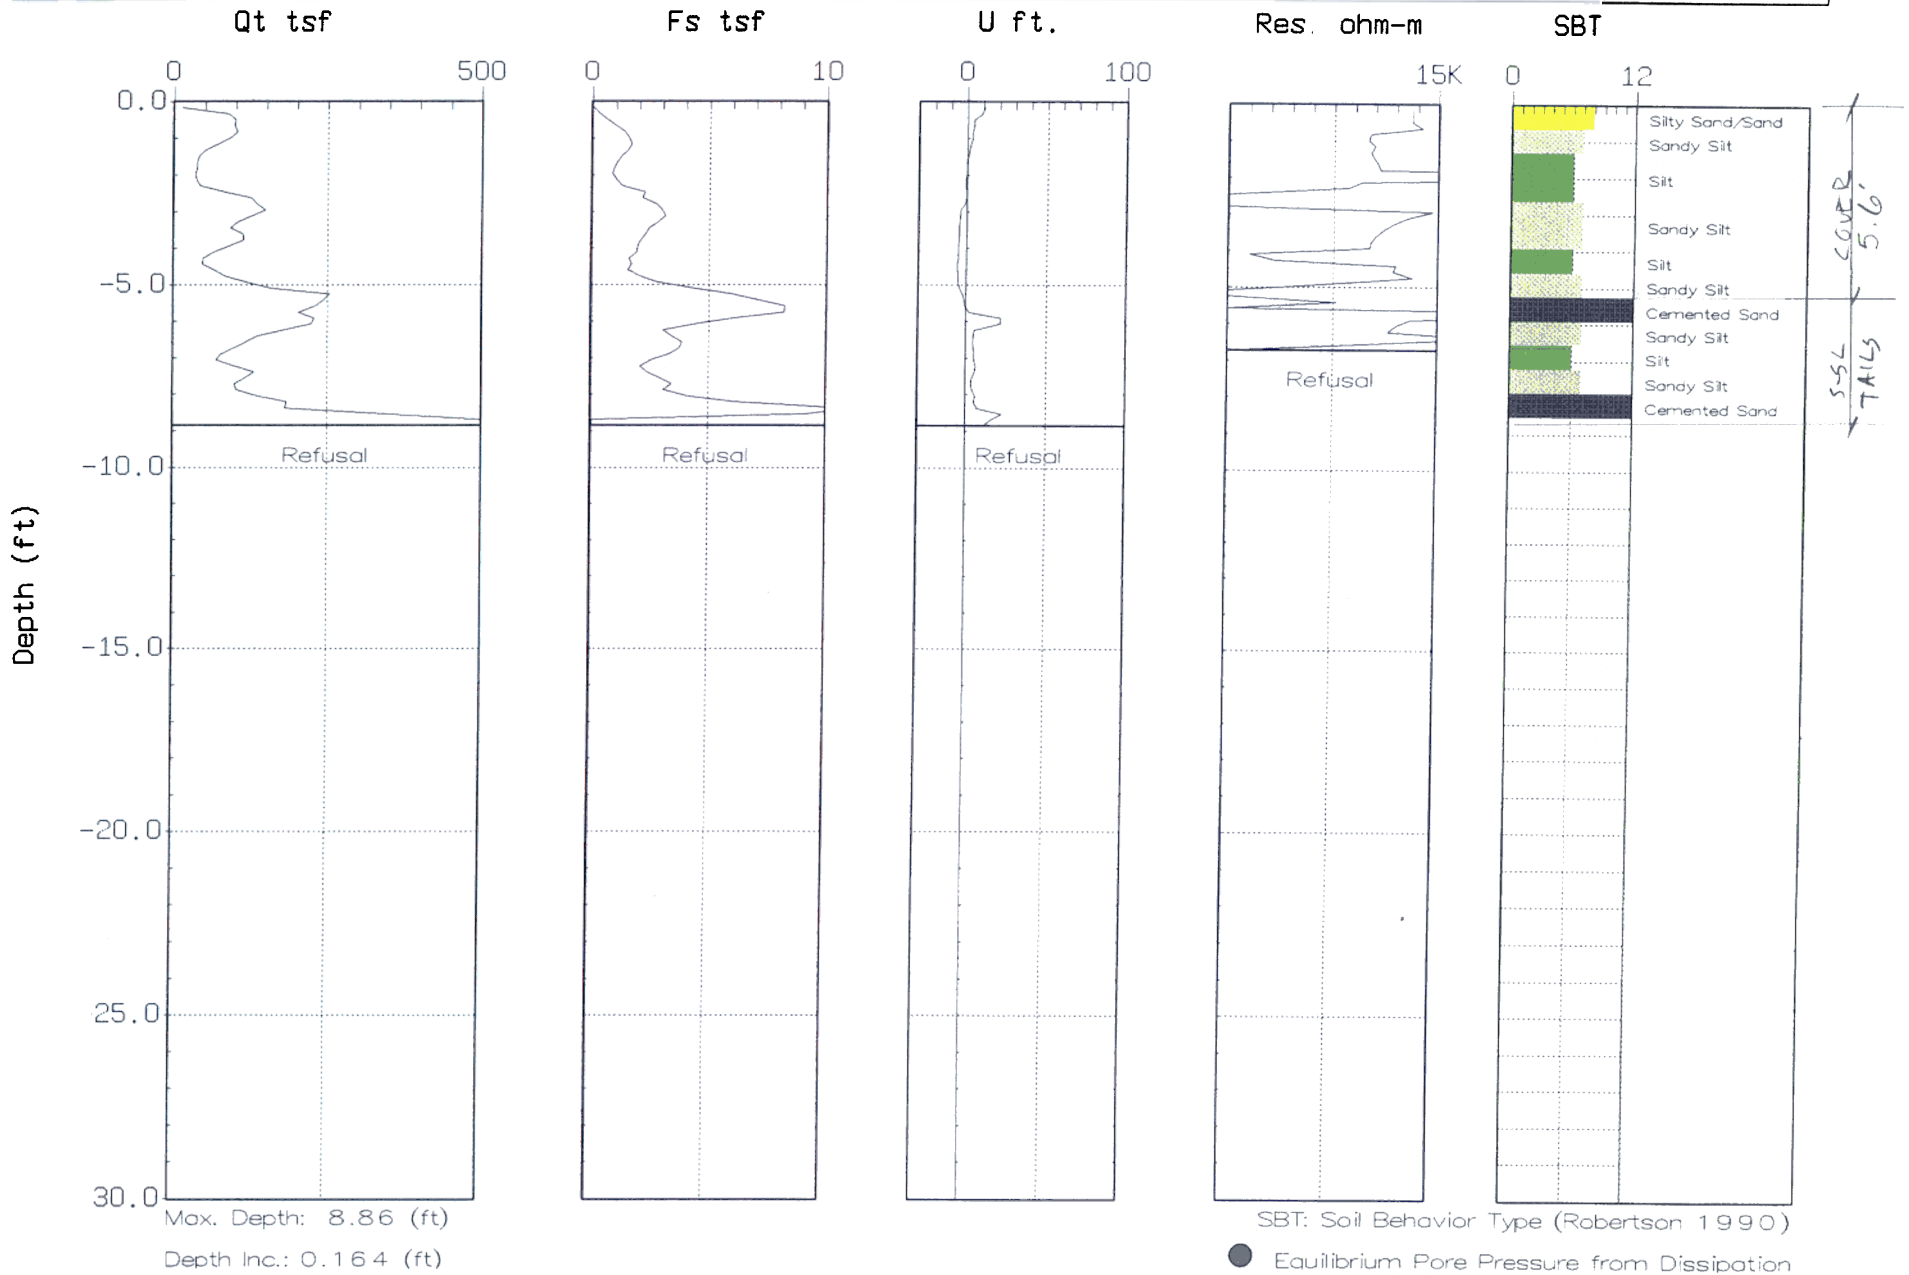 Qt tsf Fs tsf U ft. Res. ohm-m SBT
0 500 0 10 0 100 15K 0 12
0.0
-5.0
-10.0
-15.0
-20.0
25.0
30.0
Depth (ft)
Refusal
Refusal
Refusal
Refusal
Silty Sand/Sand
Sandy Silt
Silt
Sandy Silt
Silt
Sandy Silt
Cemented Sand
Sandy Silt
Silt
Sandy Silt
Cemented Sand
COVER
5.6'
S-SL
TAILS
Max. Depth: 8.86 (ft)
Depth Inc.: 0.164 (ft)
SBT: Soil Behavior Type (Robertson 1990)
Equilibrium Pore Pressure from Dissipation